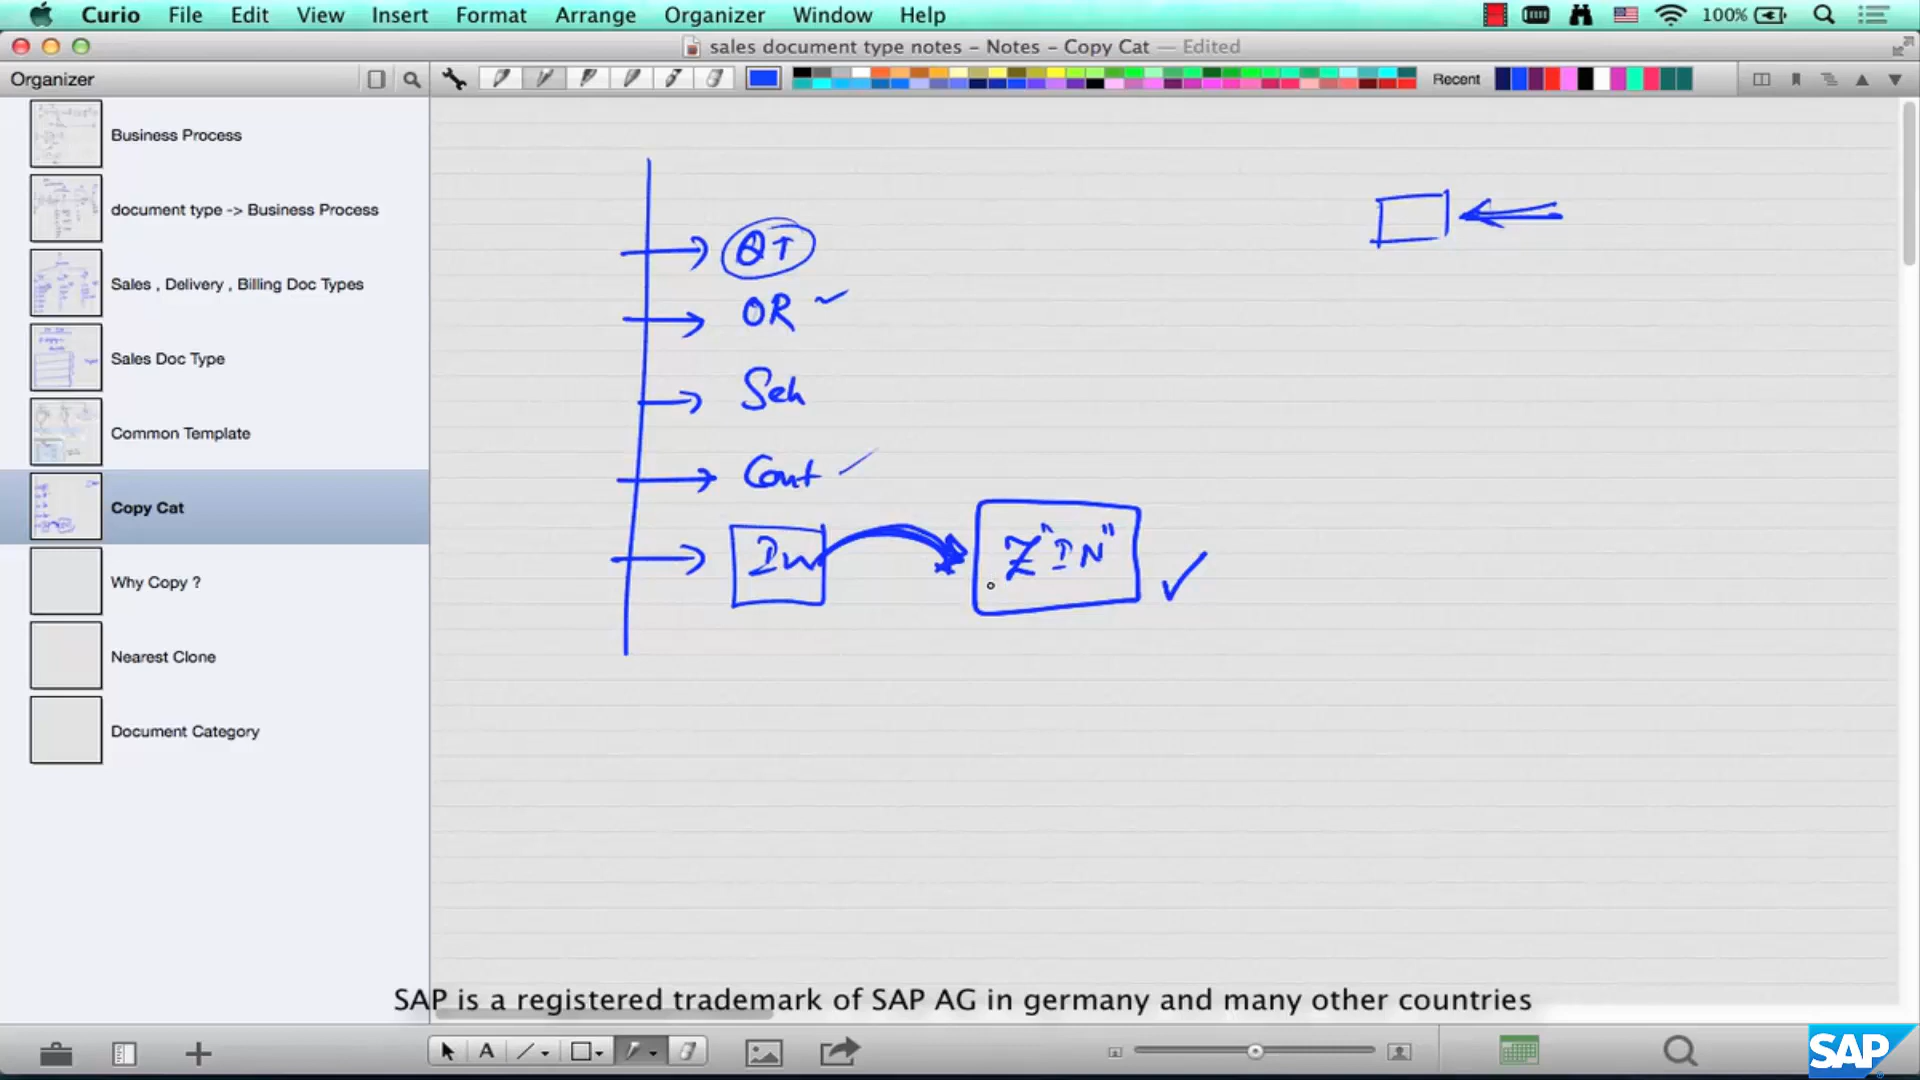 Curio File Edit View Insert Format Arrange Organizer Window Help 100%
sales document type notes – Notes – Copy Cat — Edited
Organizer
Recent
Business Process
document type -> Business Process
Sales , Delivery , Billing Doc Types
Sales Doc Type
Common Template
Copy Cat
Why Copy ?
Nearest Clone
Document Category
QT
OR
Sch
Cont
In
Z "IN"
SAP is a registered trademark of SAP AG in germany and many other countries
A
SAP